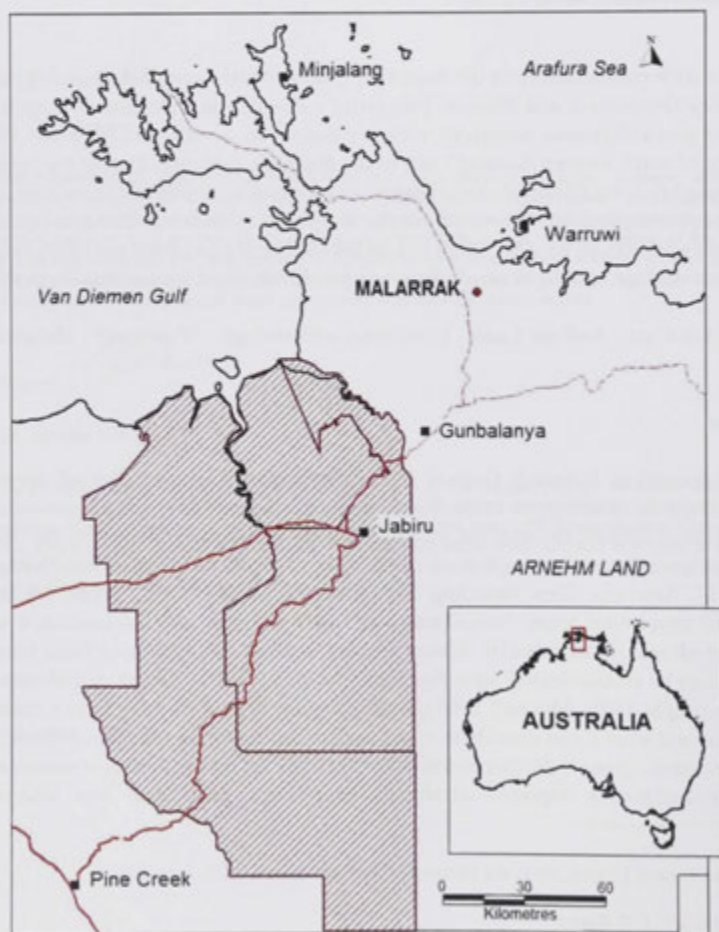 Minjalang
Arafura Sea
N
Warruwi
Van Diemen Gulf
MALARRAK
Gunbalanya
Jabiru
ARNEHM LAND
AUSTRALIA
Pine Creek
0 30 60
Kilometres